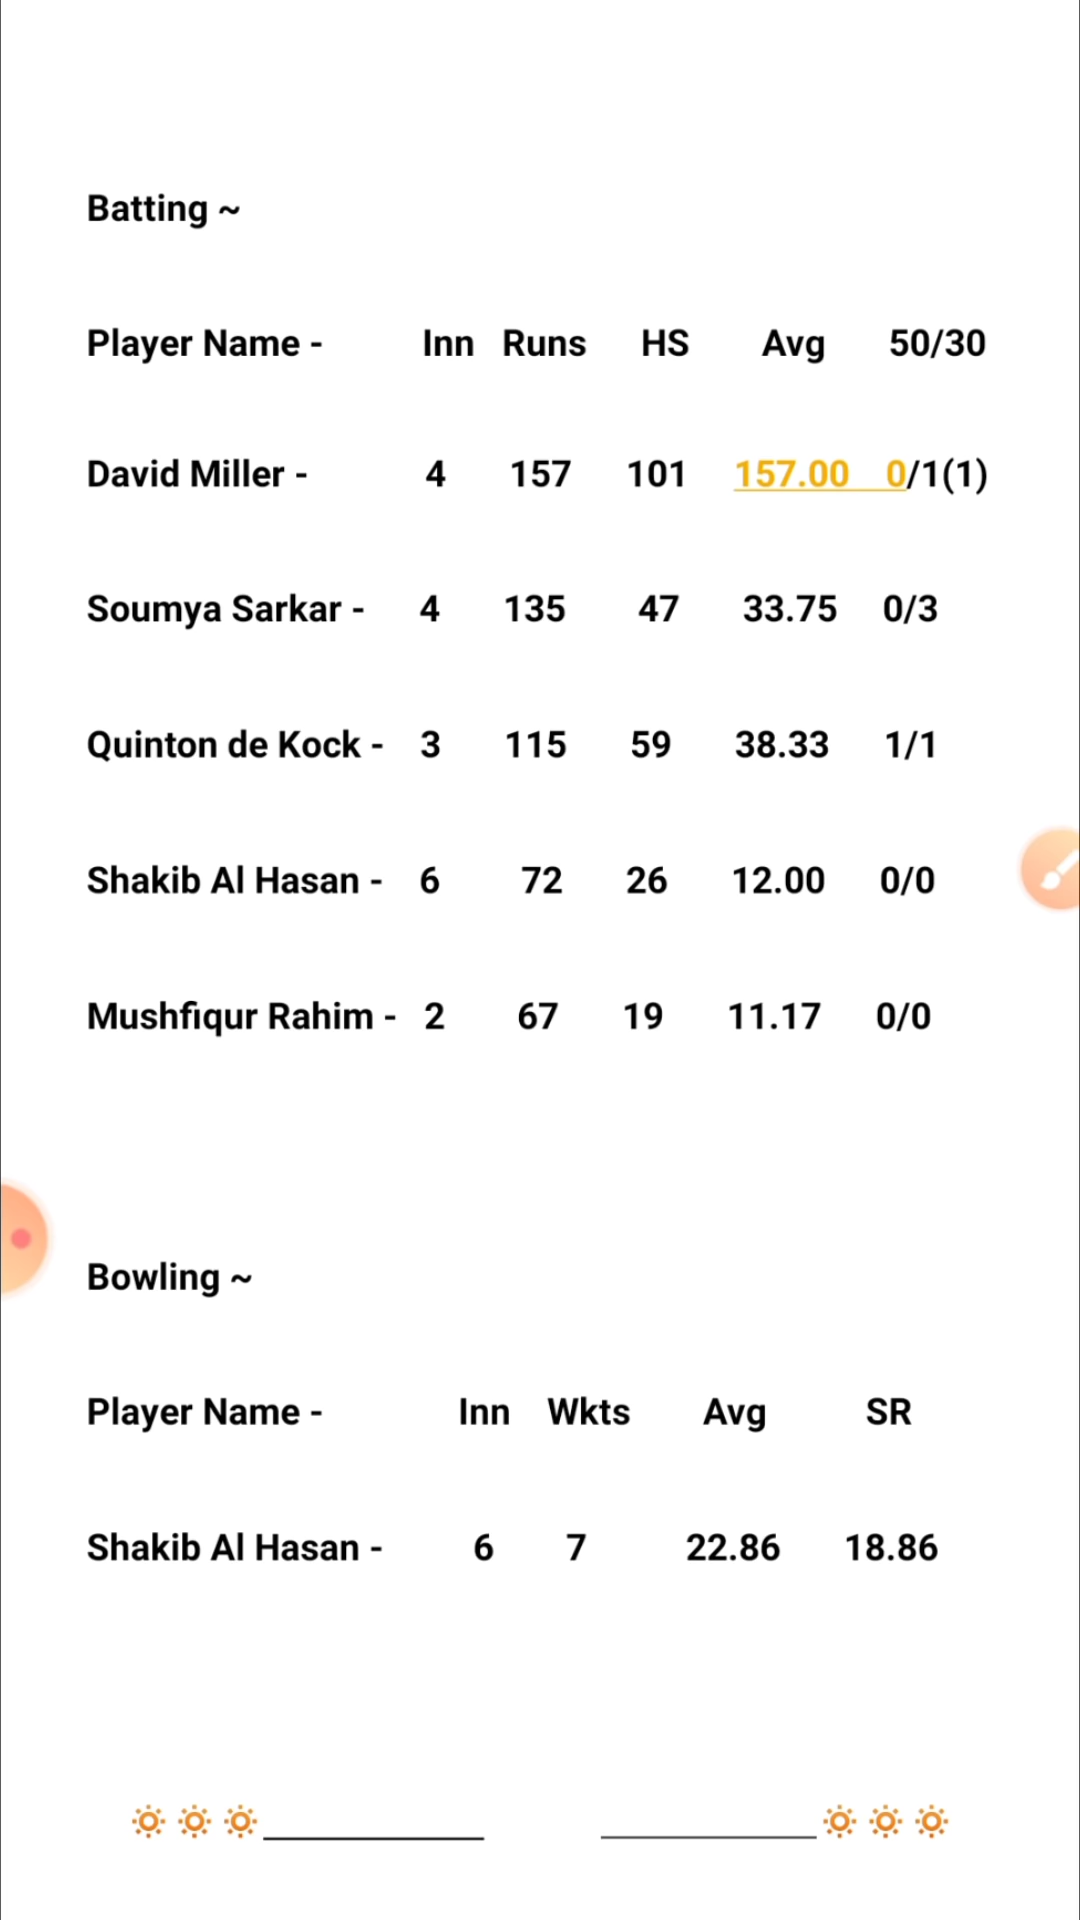 Batting ~
Player Name - Inn Runs HS Avg 50/30
David Miller - 4 157 101 157.00 0/1(1)
Soumya Sarkar - 4 135 47 33.75 0/3
Quinton de Kock - 3 115 59 38.33 1/1
Shakib Al Hasan - 6 72 26 12.00 0/0
Mushfiqur Rahim - 2 67 19 11.17 0/0
Bowling ~
Player Name - Inn Wkts Avg SR
Shakib Al Hasan - 6 7 22.86 18.86